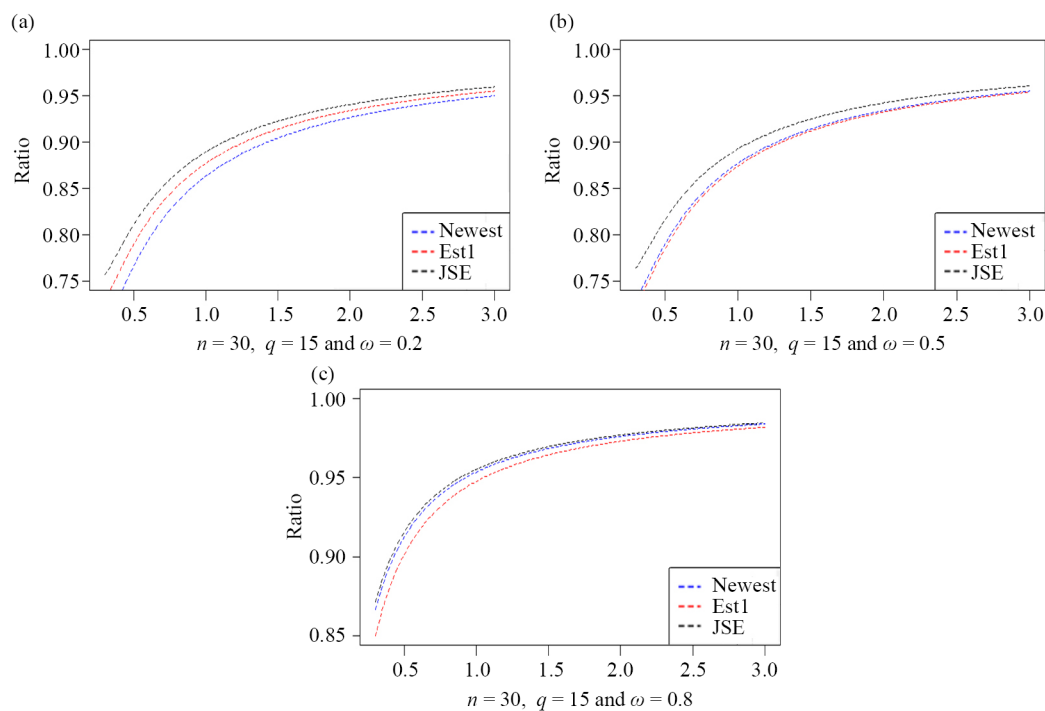 (a)
1.00
0.95
0.90
0.85
0.80
0.75
Ratio
Newest
Est1
JSE
0.5 1.0 1.5 2.0 2.5 3.0
n = 30, q = 15 and ω = 0.2
(b)
1.00
0.95
0.90
0.85
0.80
0.75
Ratio
Newest
Est1
JSE
0.5 1.0 1.5 2.0 2.5 3.0
n = 30, q = 15 and ω = 0.5
(c)
1.00
0.95
0.90
0.85
Ratio
Newest
Est1
JSE
0.5 1.0 1.5 2.0 2.5 3.0
n = 30, q = 15 and ω = 0.8